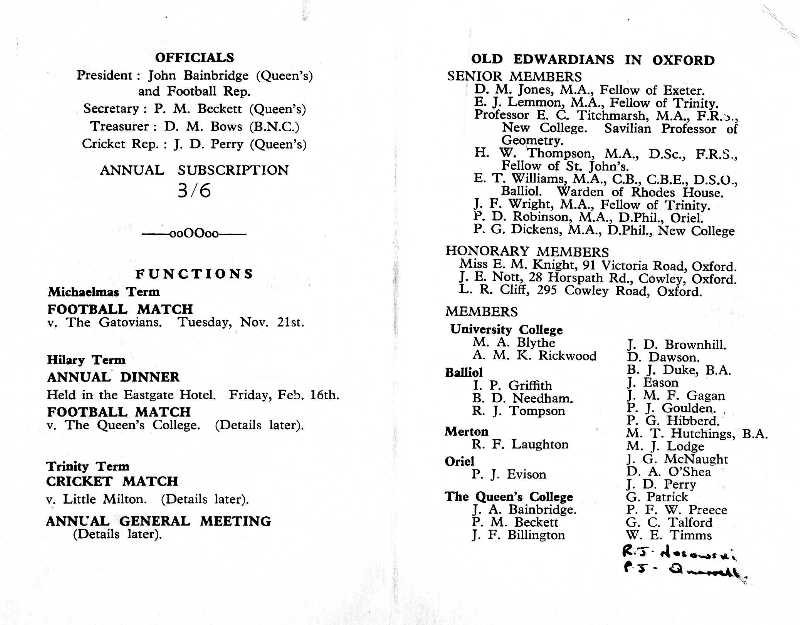 OFFICIALS
President : John Bainbridge (Queen's)
and Football Rep.
Secretary : P. M. Beckett (Queen's)
Treasurer : D. M. Bows (B.N.C.)
Cricket Rep. : J. D. Perry (Queen's)
ANNUAL SUBSCRIPTION
3/6
ooOOoo
FUNCTIONS
Michaelmas Term
FOOTBALL MATCH
v. The Gatovians. Tuesday, Nov. 21st.
Hilary Term
ANNUAL DINNER
Held in the Eastgate Hotel. Friday, Feb. 16th.
FOOTBALL MATCH
v. The Queen's College. (Details later).
Trinity Term
CRICKET MATCH
v. Little Milton. (Details later).
ANNUAL GENERAL MEETING
(Details later).
OLD EDWARDIANS IN OXFORD
SENIOR MEMBERS
D. M. Jones, M.A., Fellow of Exeter.
E. J. Lemmon, M.A., Fellow of Trinity.
Professor E. C. Titchmarsh, M.A., F.R.S.,
New College. Savilian Professor of
Geometry.
H. W. Thompson, M.A., D.Sc., F.R.S.,
Fellow of St. John's.
E. T. Williams, M.A., C.B., C.B.E., D.S.O.,
Balliol. Warden of Rhodes House.
J. F. Wright, M.A., Fellow of Trinity.
P. D. Robinson, M.A., D.Phil., Oriel.
P. G. Dickens, M.A., D.Phil., New College
HONORARY MEMBERS
Miss E. M. Knight, 91 Victoria Road, Oxford.
J. E. Nott, 28 Horspath Rd., Cowley, Oxford.
L. R. Cliff, 295 Cowley Road, Oxford.
MEMBERS
University College
M. A. Blythe
A. M. K. Rickwood
Balliol
I. P. Griffith
B. D. Needham.
R. J. Tompson
Merton
R. F. Laughton
Oriel
P. J. Evison
The Queen's College
J. A. Bainbridge.
P. M. Beckett
J. F. Billington
J. D. Brownhill.
D. Dawson.
B. J. Duke, B.A.
J. Eason
J. M. F. Gagan
P. J. Goulden.
P. G. Hibberd.
M. T. Hutchings, B.A.
M. J. Lodge
J. G. McNaught
D. A. O'Shea
J. D. Perry
G. Patrick
P. F. W. Preece
G. C. Talford
W. E. Timms
R. J.
P. J.